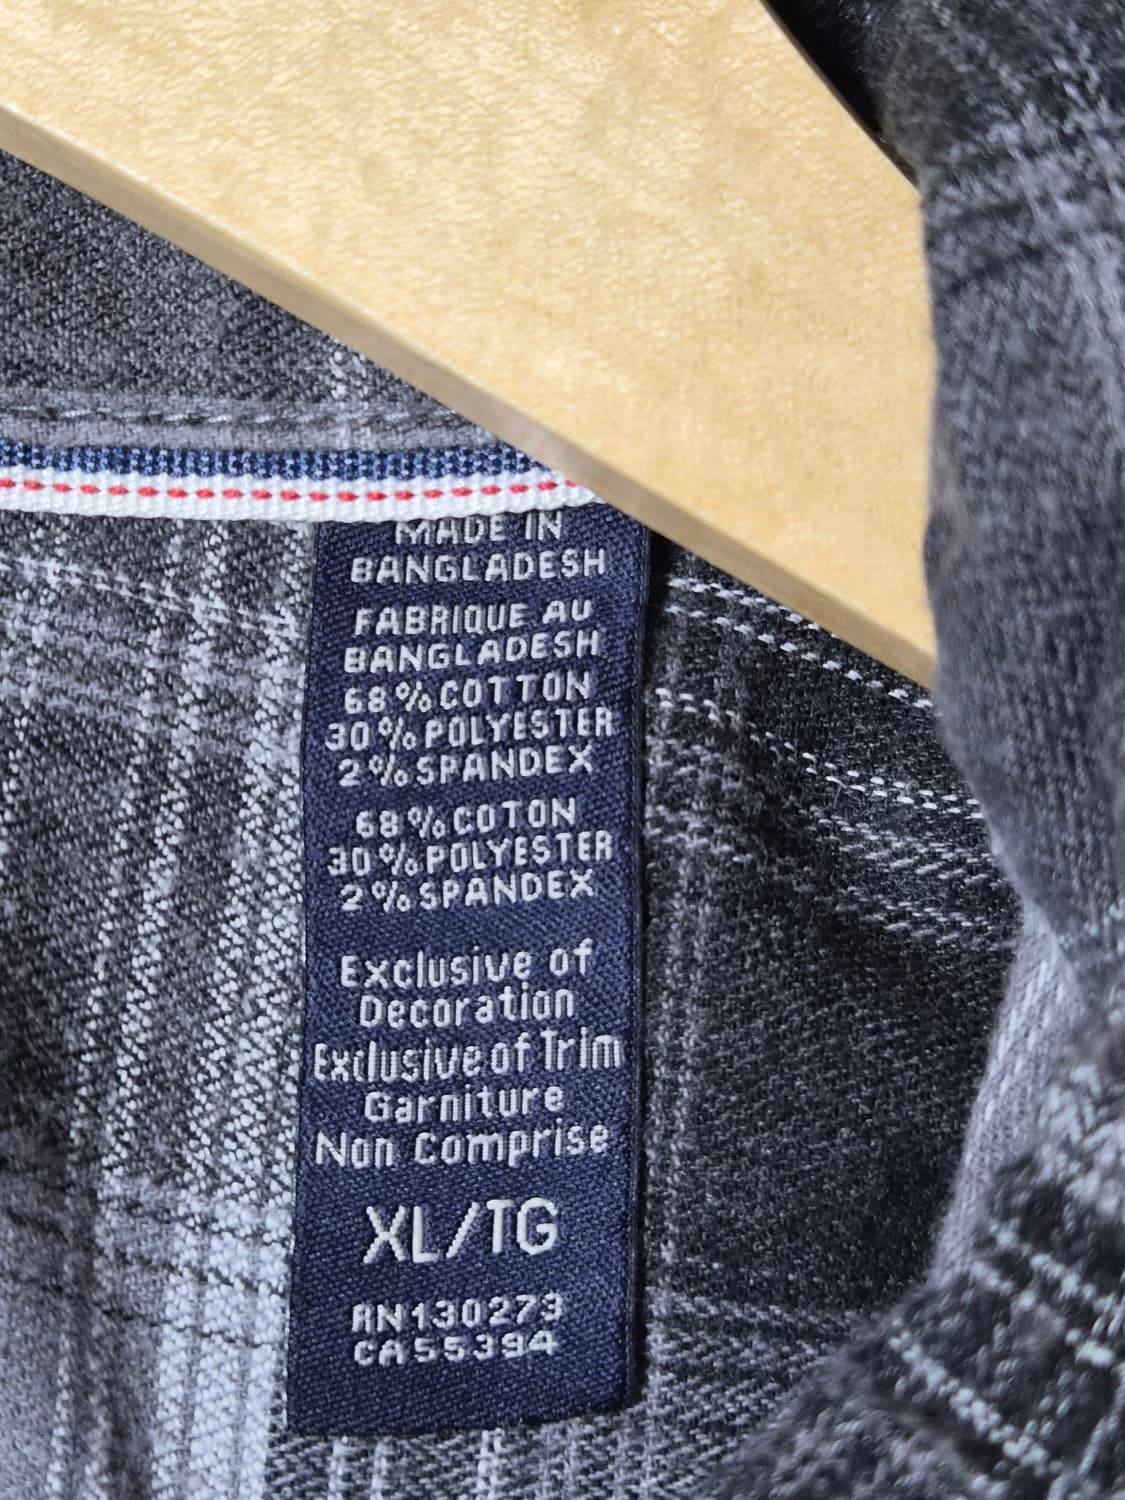 MADE IN
BANGLADESH
FABRIQUE AU
BANGLADESH
68% COTTON
30% POLYESTER
2% SPANDEX
68% COTON
30% POLYESTER
2% SPANDEX
Exclusive of
Decoration
Exclusive of Trim
Garniture
Non Comprise
XL/TG
RN130273
CA55394